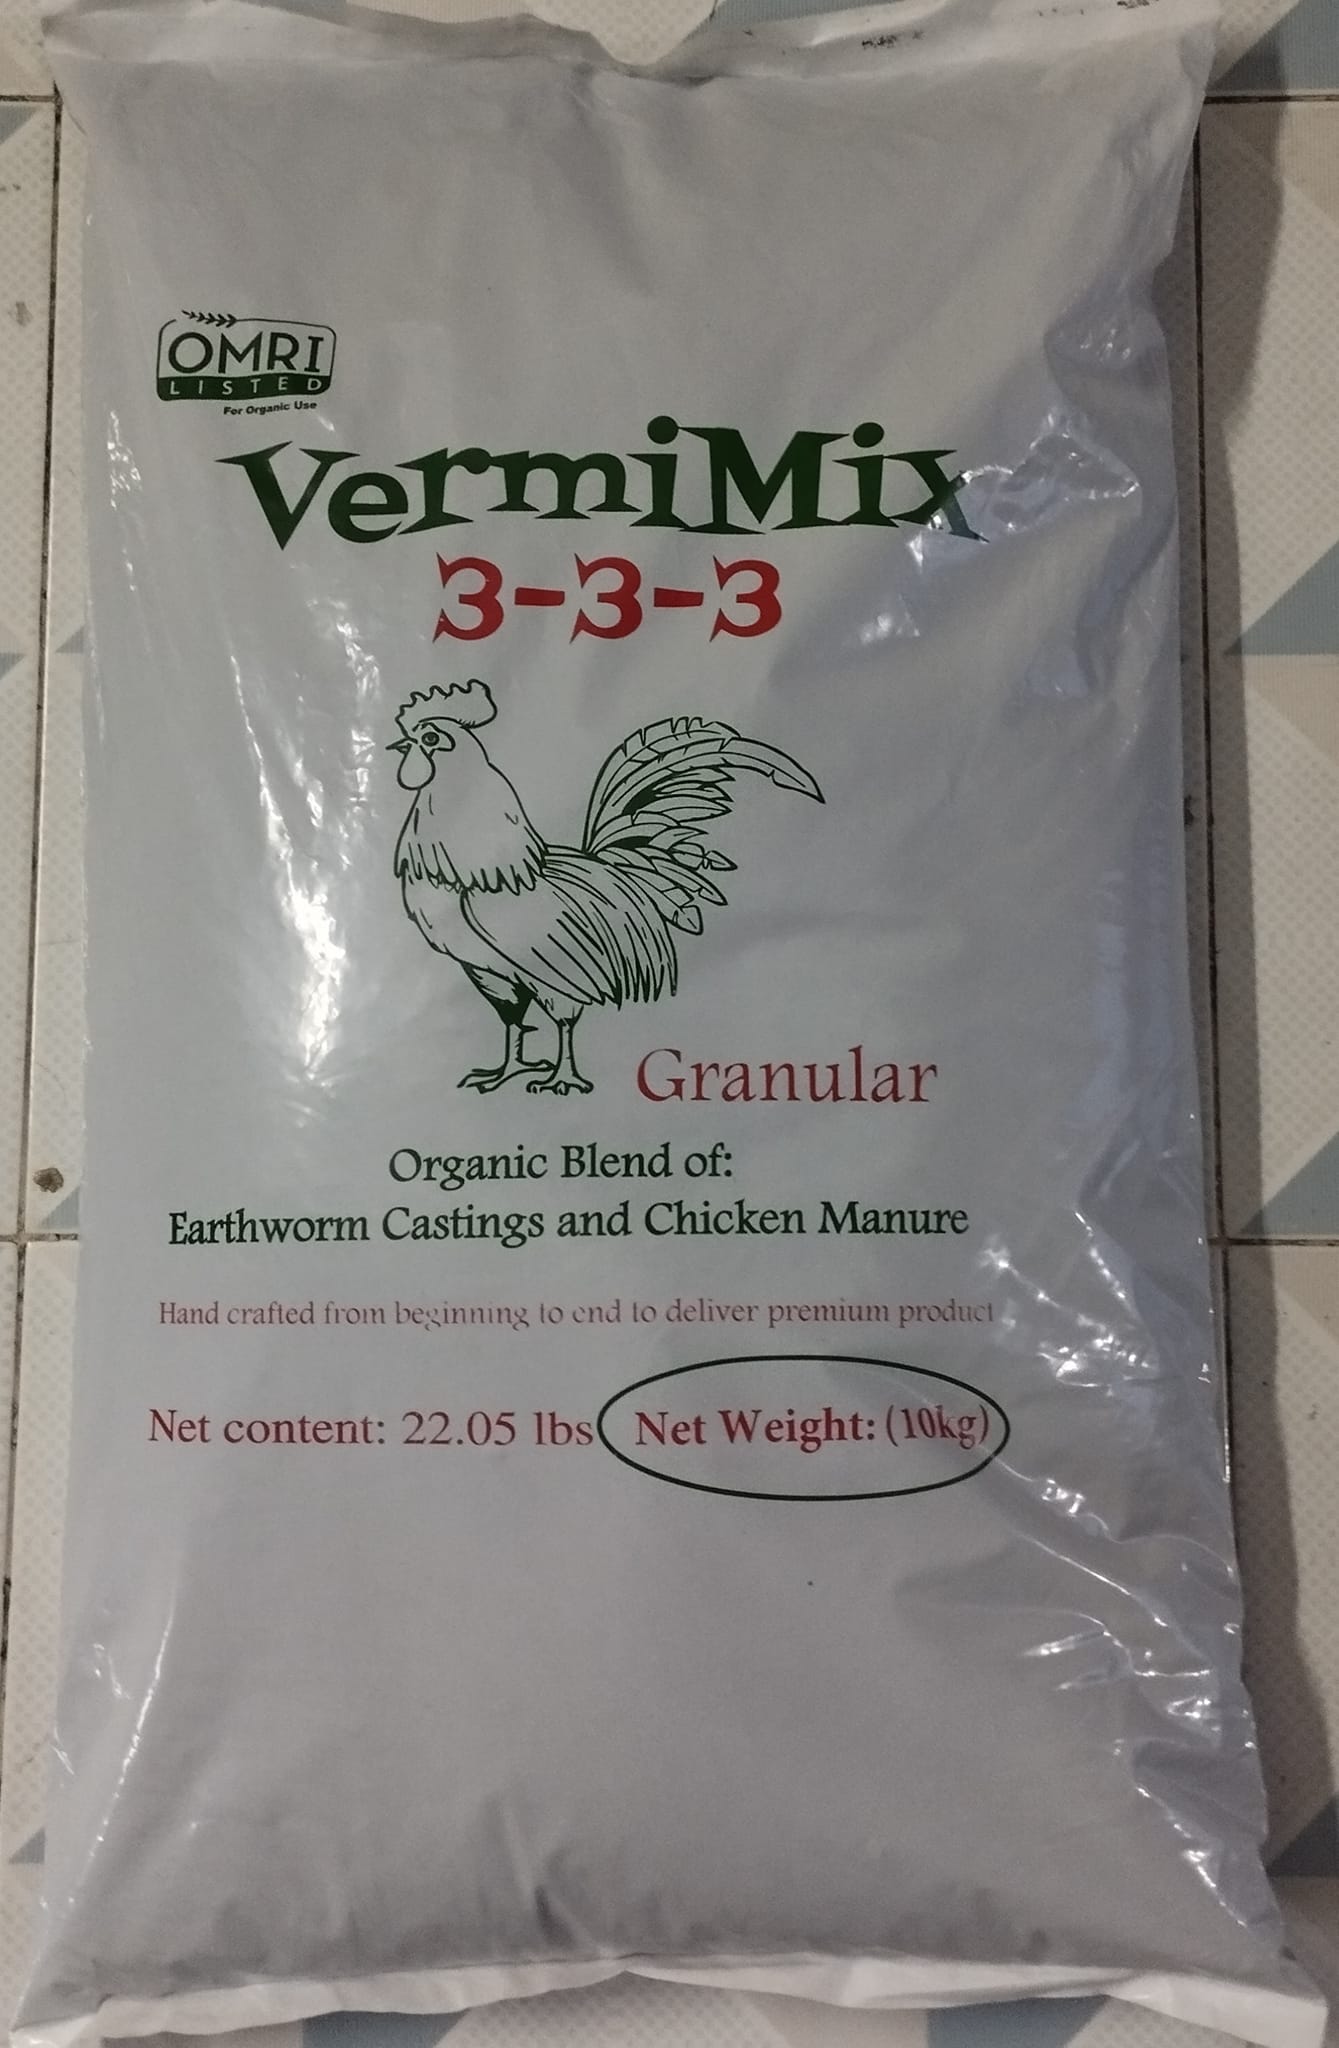 OMRI
LISTED
For Organic Use
VermiMix
3-3-3
Granular
Organic Blend of:
Earthworm Castings and Chicken Manure
Hand crafted from beginning to end to deliver premium product
Net content: 22.05 lbs Net Weight: (10kg)